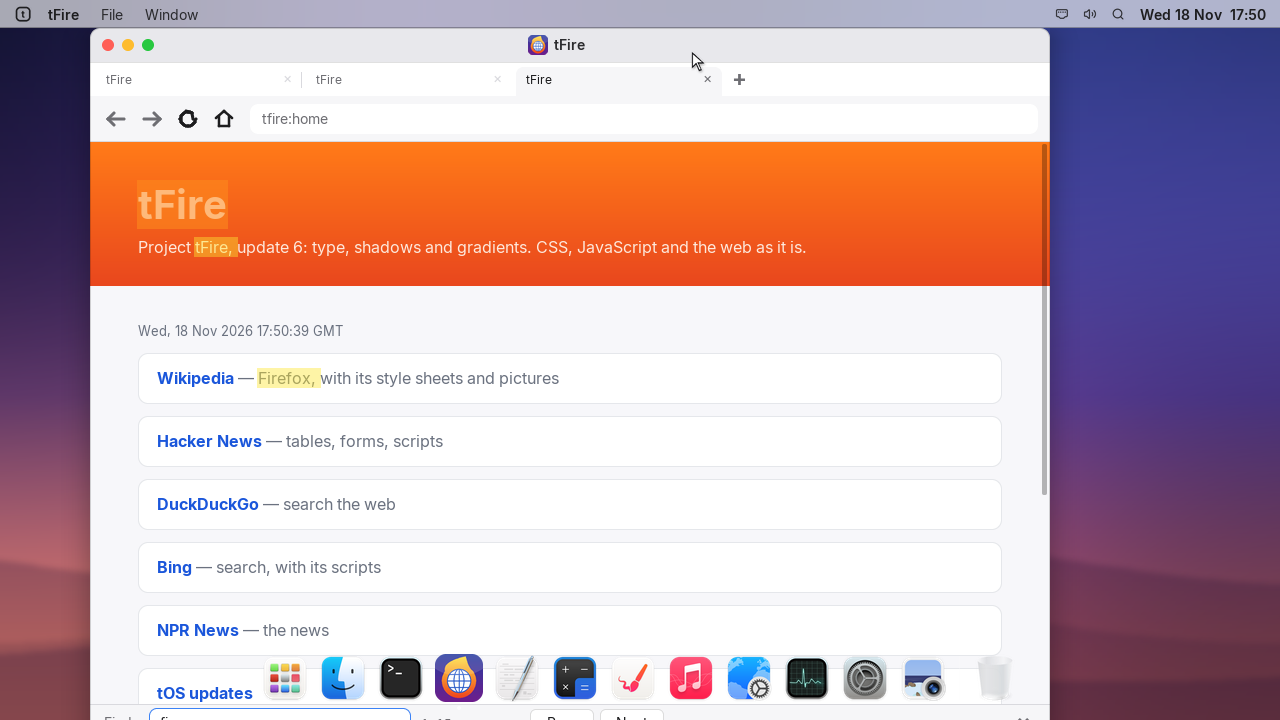 tFire File Window Wed 18 Nov 17:50
tFire
tFire × tFire × tFire × +
tfire:home
tFire
Project tFire, update 6: type, shadows and gradients. CSS, JavaScript and the web as it is.
Wed, 18 Nov 2026 17:50:39 GMT
Wikipedia — Firefox, with its style sheets and pictures
Hacker News — tables, forms, scripts
DuckDuckGo — search the web
Bing — search, with its scripts
NPR News — the news
tOS updates